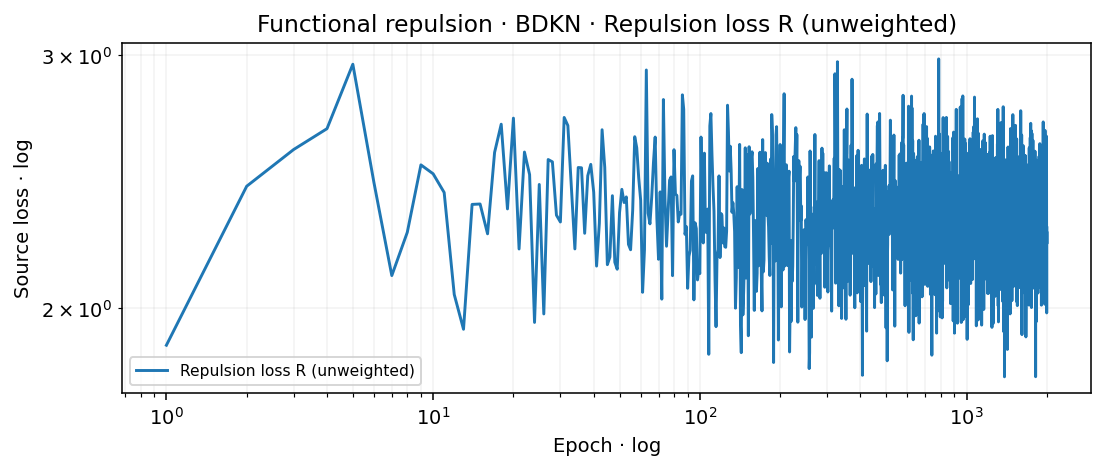 Functional repulsion · BDKN · Repulsion loss R (unweighted)
3 × 10⁰
2 × 10⁰
Source loss · log
Repulsion loss R (unweighted)
10⁰ 10¹ 10² 10³
Epoch · log